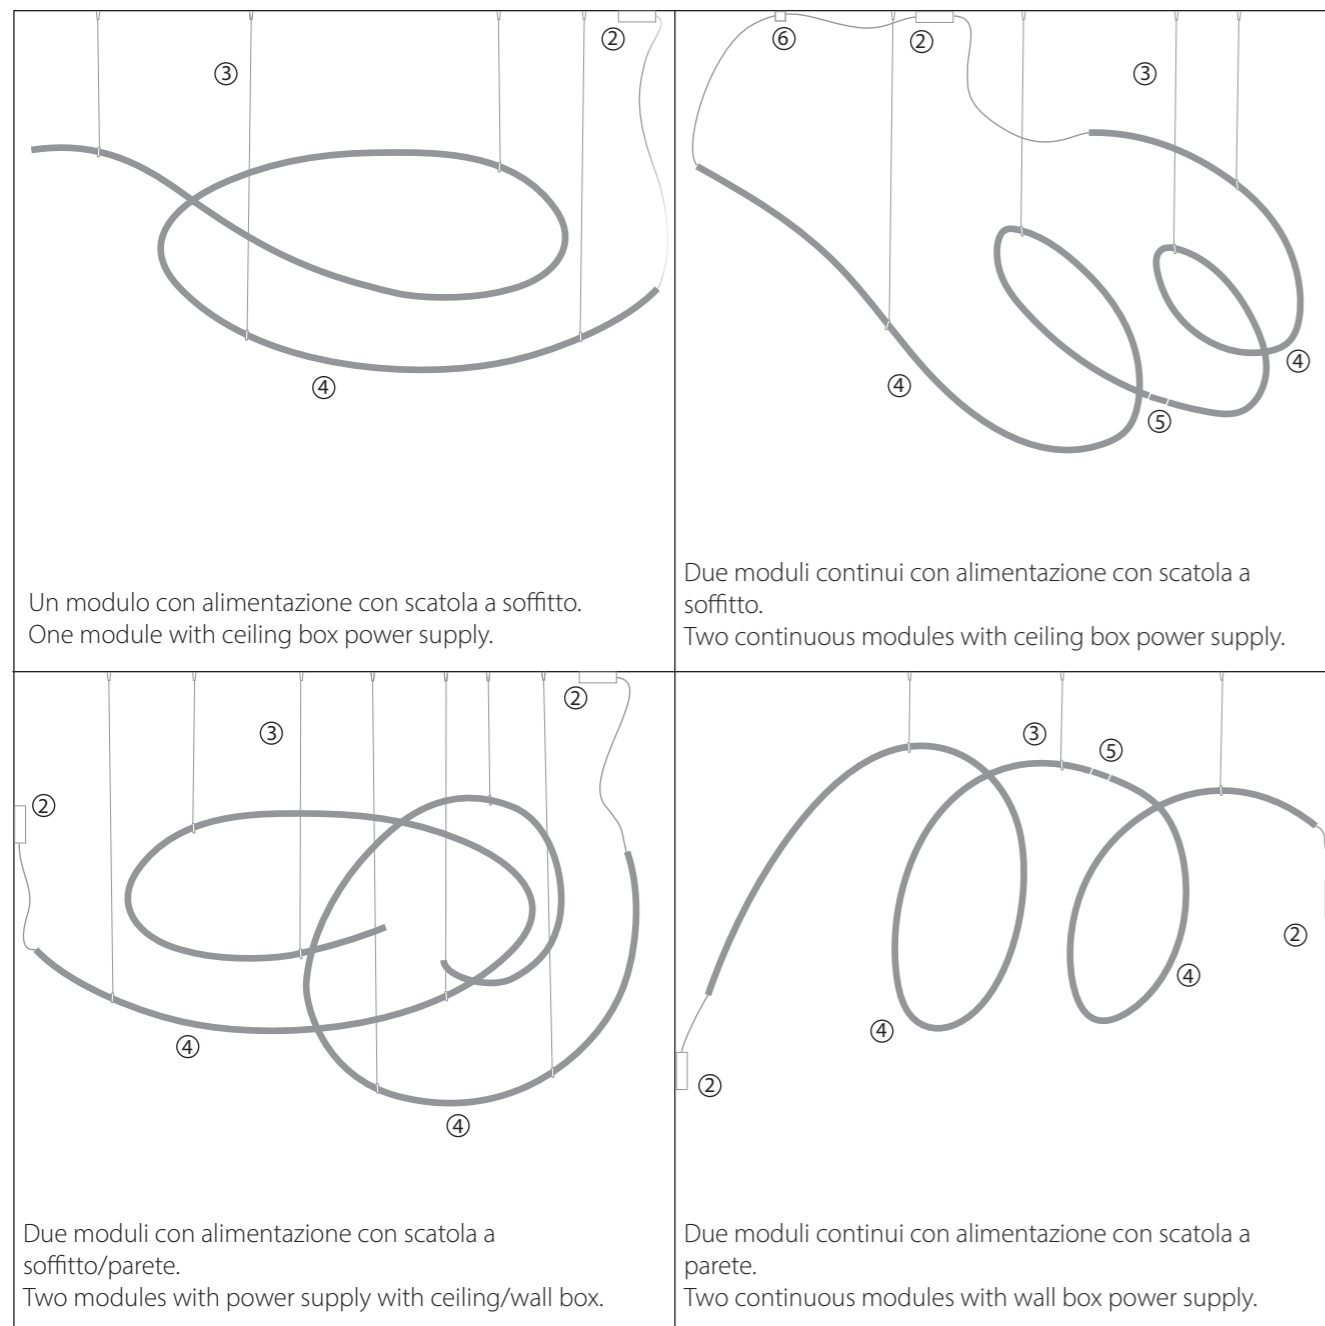 ②
③
④
Un modulo con alimentazione con scatola a soffitto.
One module with ceiling box power supply.
⑥
②
③
④
④
⑤
Due moduli continui con alimentazione con scatola a
soffitto.
Two continuous modules with ceiling box power supply.
②
③
②
④
④
Due moduli con alimentazione con scatola a
soffitto/parete.
Two modules with power supply with ceiling/wall box.
③
⑤
②
④
④
②
Due moduli continui con alimentazione con scatola a
parete.
Two continuous modules with wall box power supply.